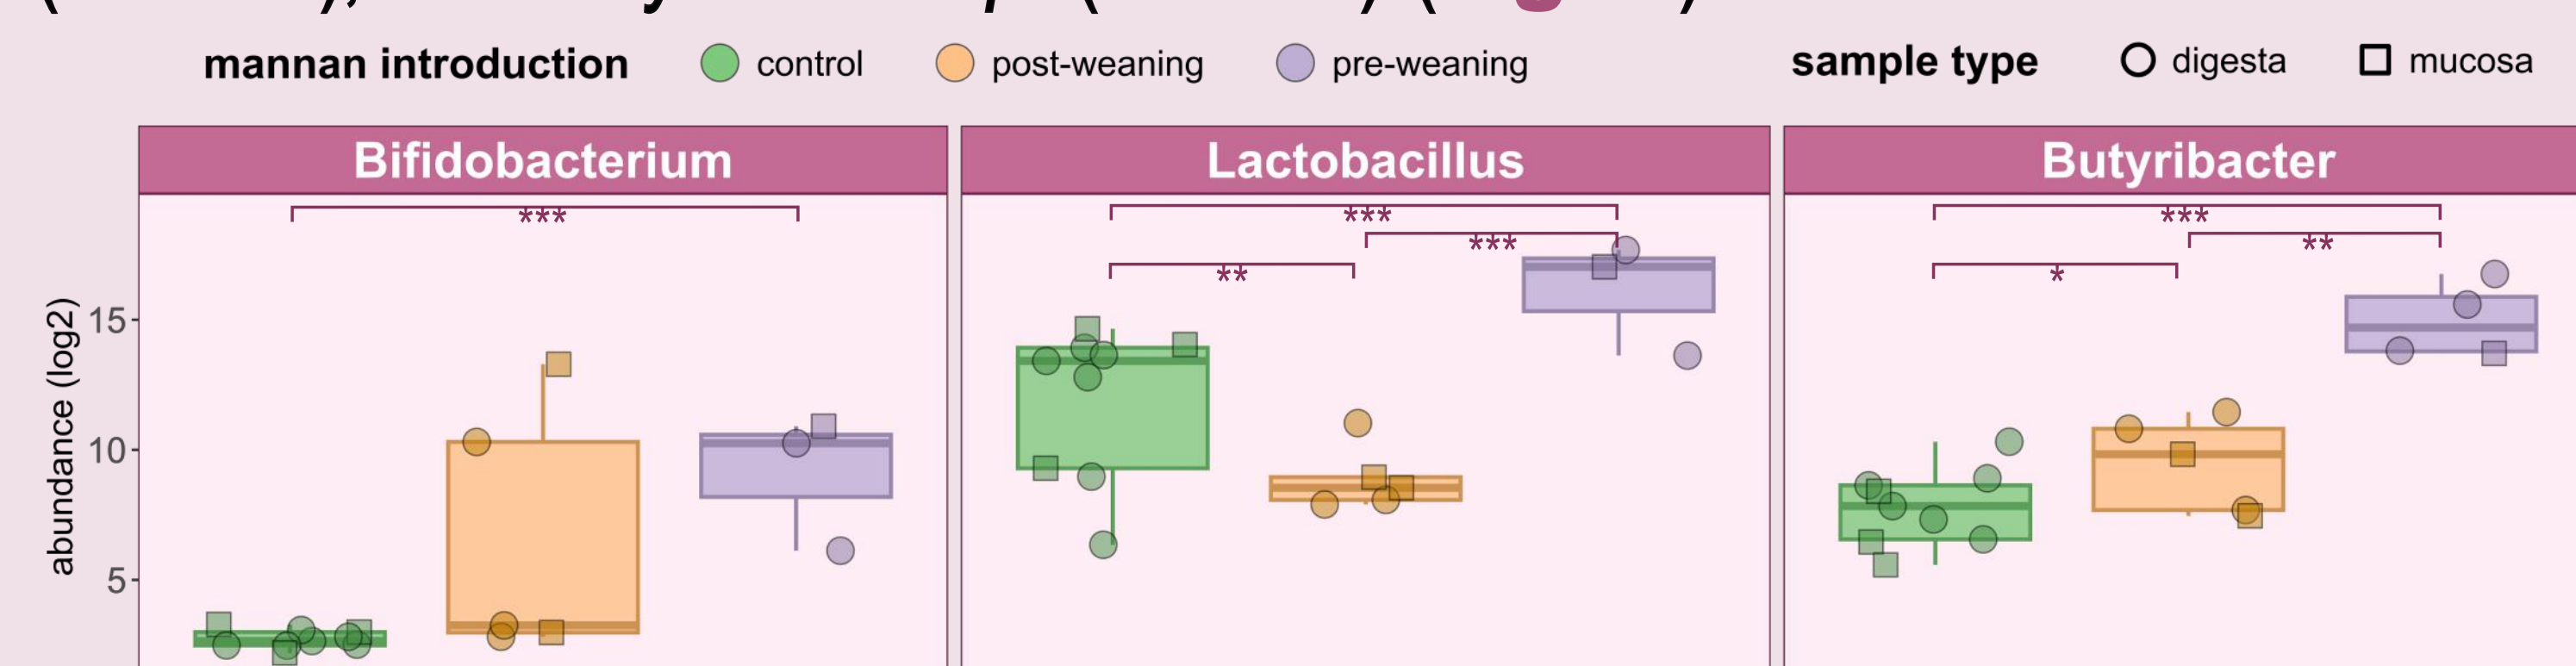 mannan introduction control post-weaning pre-weaning sample type digesta mucosa
Bifidobacterium Lactobacillus Butyribacter
*** *** ***
*** **
** *
abundance (log2)
15
10
5